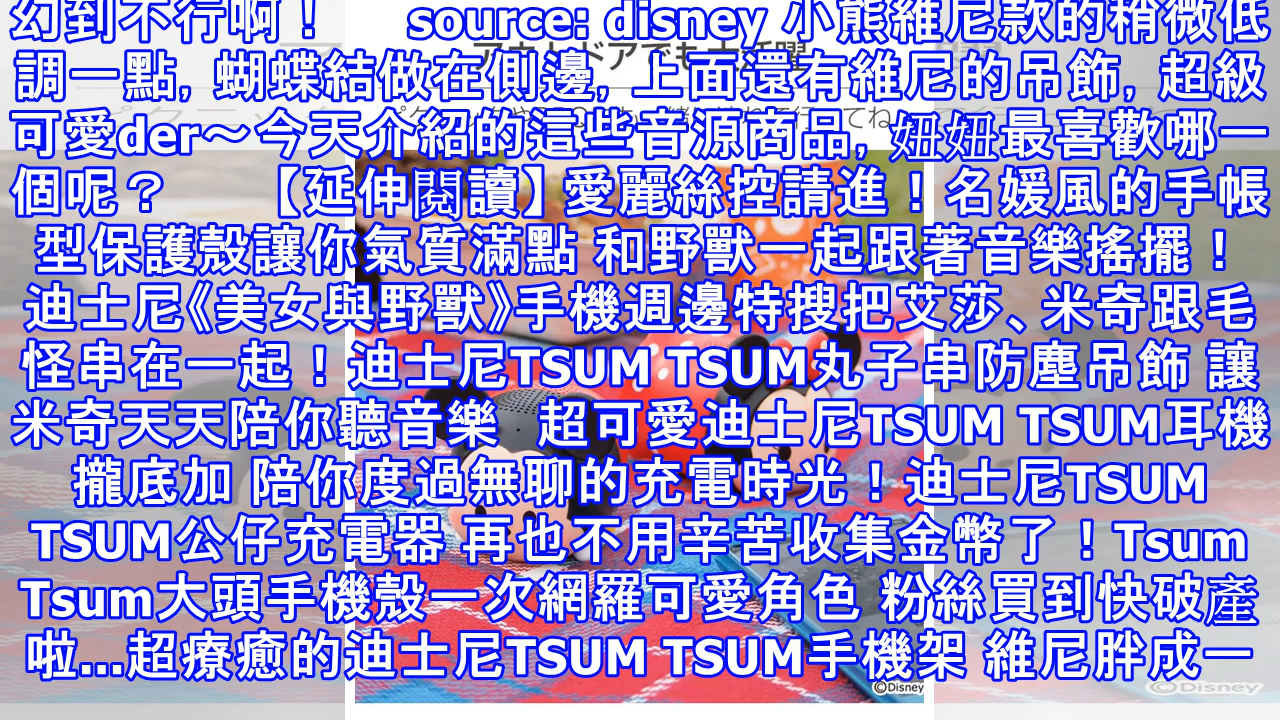 幻到不行啊！ source: disney 小熊維尼款的稍微低
調一點, 蝴蝶結做在側邊, 上面還有維尼的吊飾, 超級
可愛der～今天介紹的這些音源商品, 妞妞最喜歡哪一
個呢？ 【延伸閱讀】愛麗絲控請進！名媛風的手帳
型保護殼讓你氣質滿點 和野獸一起跟著音樂搖擺！
迪士尼《美女與野獸》手機週邊特搜把艾莎、米奇跟毛
怪串在一起！迪士尼TSUM TSUM丸子串防塵吊飾 讓
米奇天天陪你聽音樂 超可愛迪士尼TSUM TSUM耳機
攏底加 陪你度過無聊的充電時光！迪士尼TSUM
TSUM公仔充電器 再也不用辛苦收集金幣了！Tsum
Tsum大頭手機殼一次網羅可愛角色 粉絲買到快破產
啦...超療癒的迪士尼TSUM TSUM手機架 維尼胖成一
©Disney
©Disney